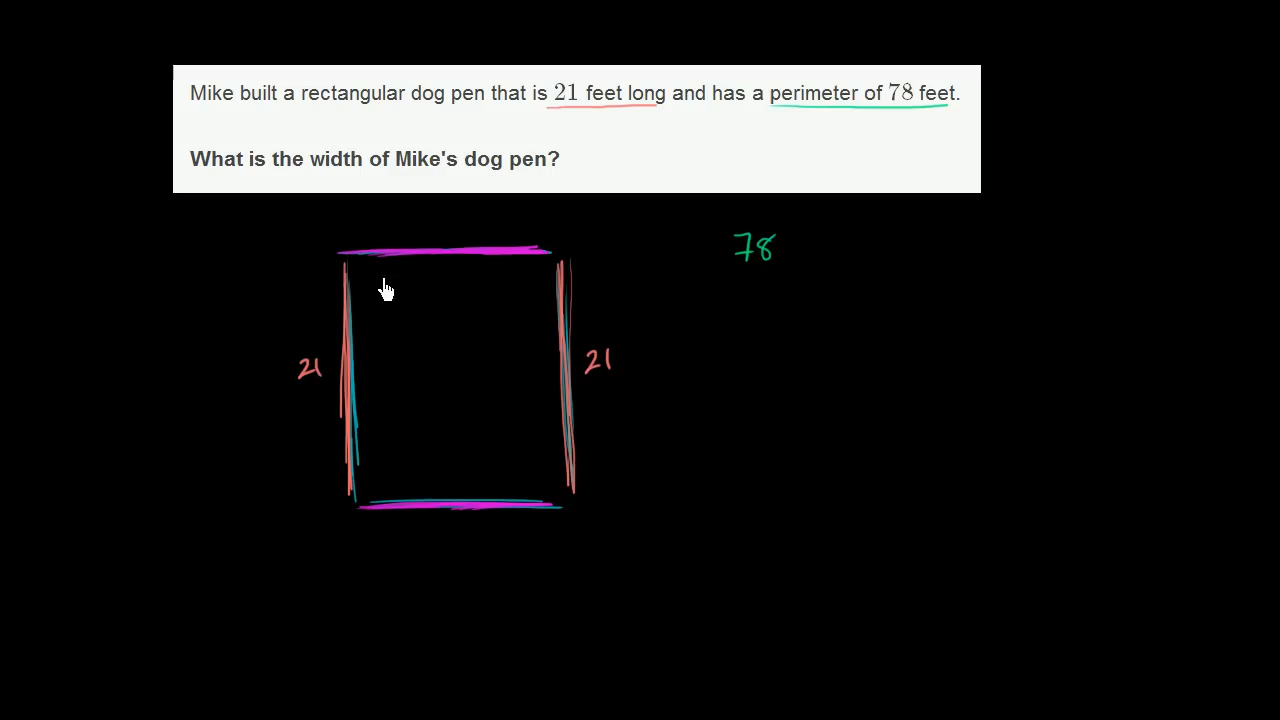 Mike built a rectangular dog pen that is 21 feet long and has a perimeter of 78 feet.
What is the width of Mike's dog pen?
78
21
21